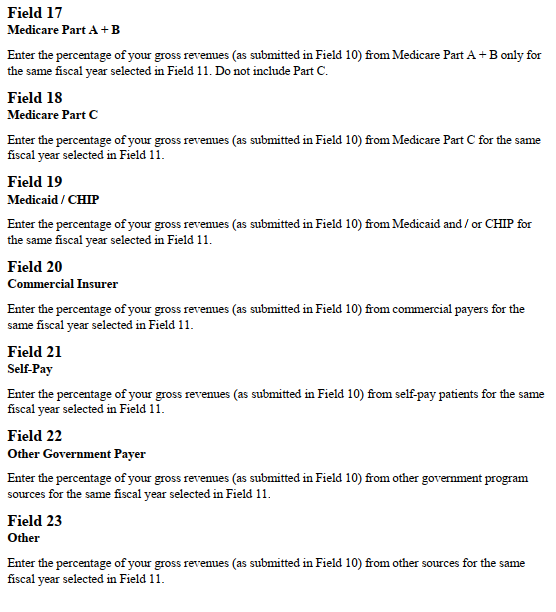 Field 17
Medicare Part A + B
Enter the percentage of your gross revenues (as submitted in Field 10) from Medicare Part A + B only for
the same fiscal year selected in Field 11. Do not include Part C.
Field 18
Medicare Part C
Enter the percentage of your gross revenues (as submitted in Field 10) from Medicare Part C for the same
fiscal year selected in Field 11.
Field 19
Medicaid / CHIP
Enter the percentage of your gross revenues (as submitted in Field 10) from Medicaid and / or CHIP for
the same fiscal year selected in Field 11.
Field 20
Commercial Insurer
Enter the percentage of your gross revenues (as submitted in Field 10) from commercial payers for the
same fiscal year selected in Field 11.
Field 21
Self-Pay
Enter the percentage of your gross revenues (as submitted in Field 10) from self-pay patients for the same
fiscal year selected in Field 11.
Field 22
Other Government Payer
Enter the percentage of your gross revenues (as submitted in Field 10) from other government program
sources for the same fiscal year selected in Field 11.
Field 23
Other
Enter the percentage of your gross revenues (as submitted in Field 10) from other sources for the same
fiscal year selected in Field 11.